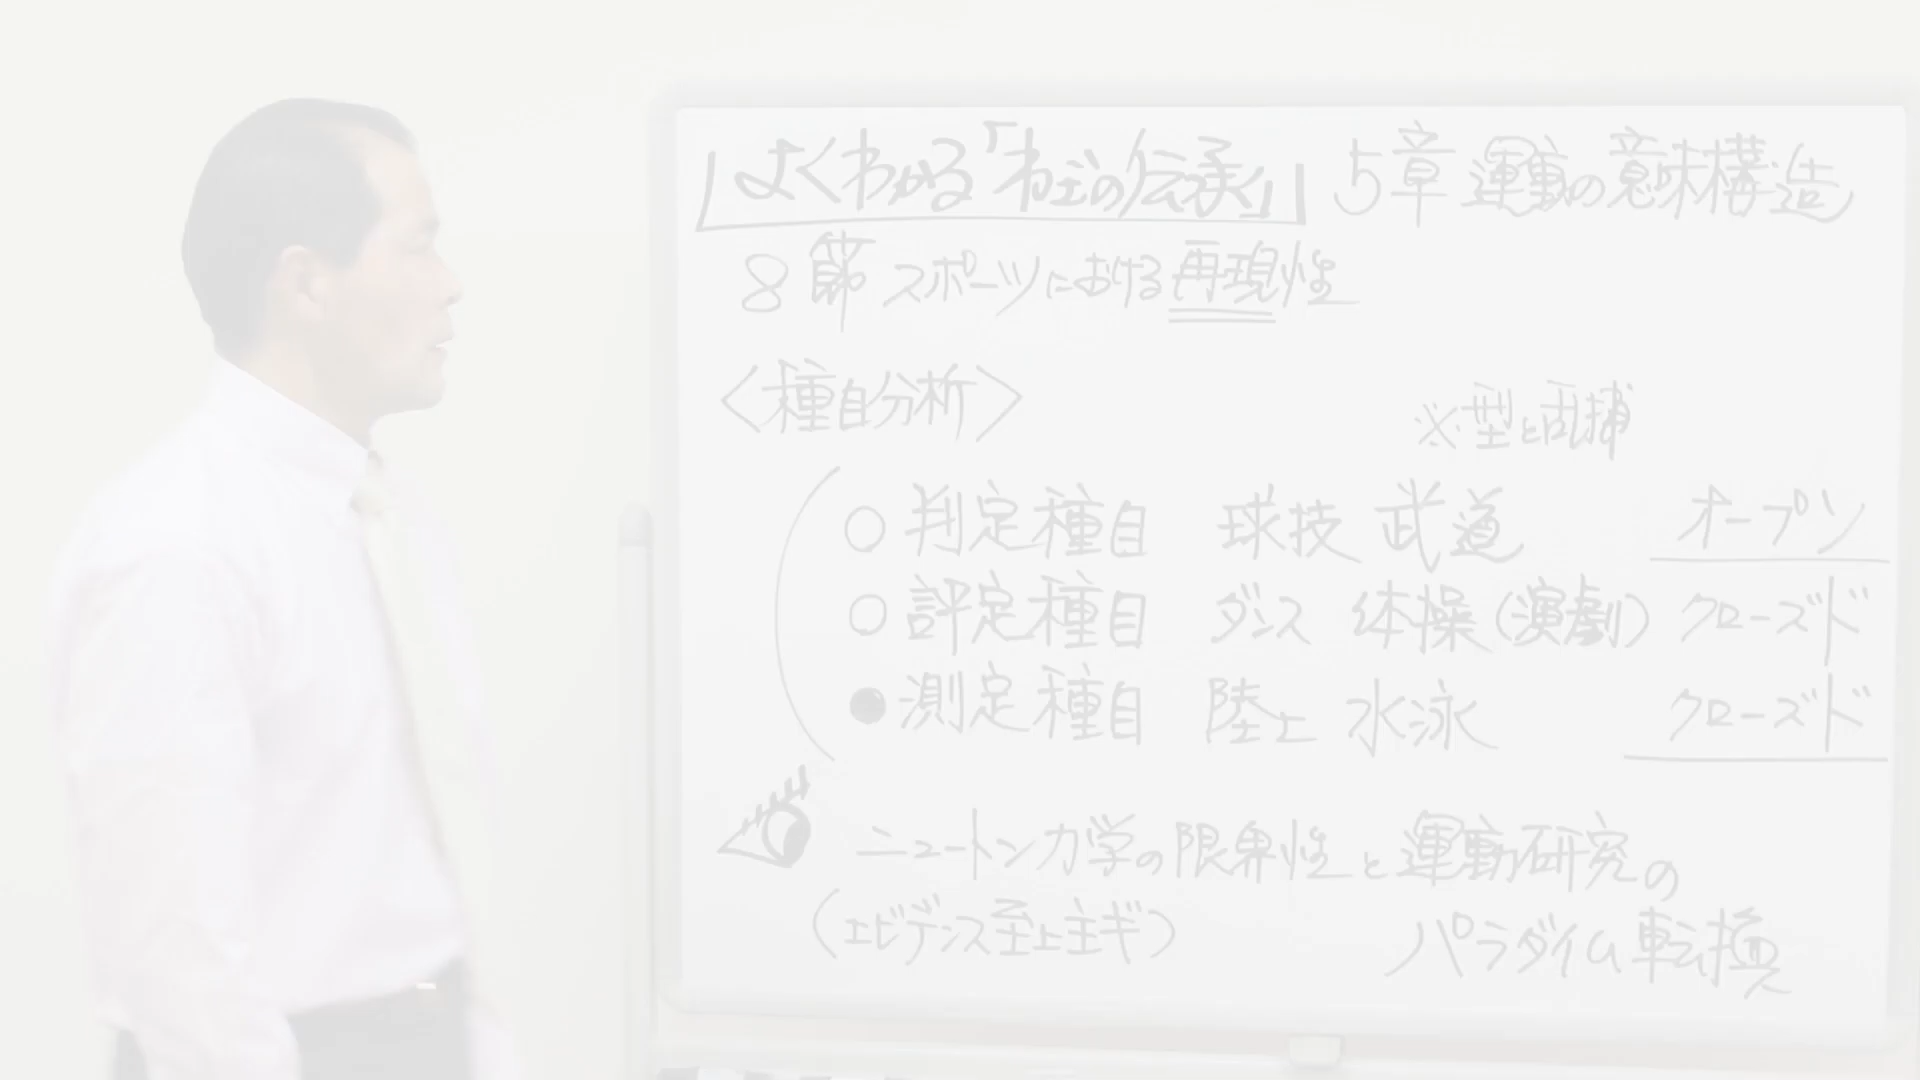 よくわかる「わざの伝承」 5章 運動の意味構造
8節 スポーツにおける再現性
<種目分析>
※型と乱捕
○判定種目 球技 武道 オープン
○評定種目 ダンス 体操(演劇) クローズド
●測定種目 陸上 水泳 クローズド
ニュートン力学の限界性と運動研究の
(エビデンス至上主ギ) パラダイム転換